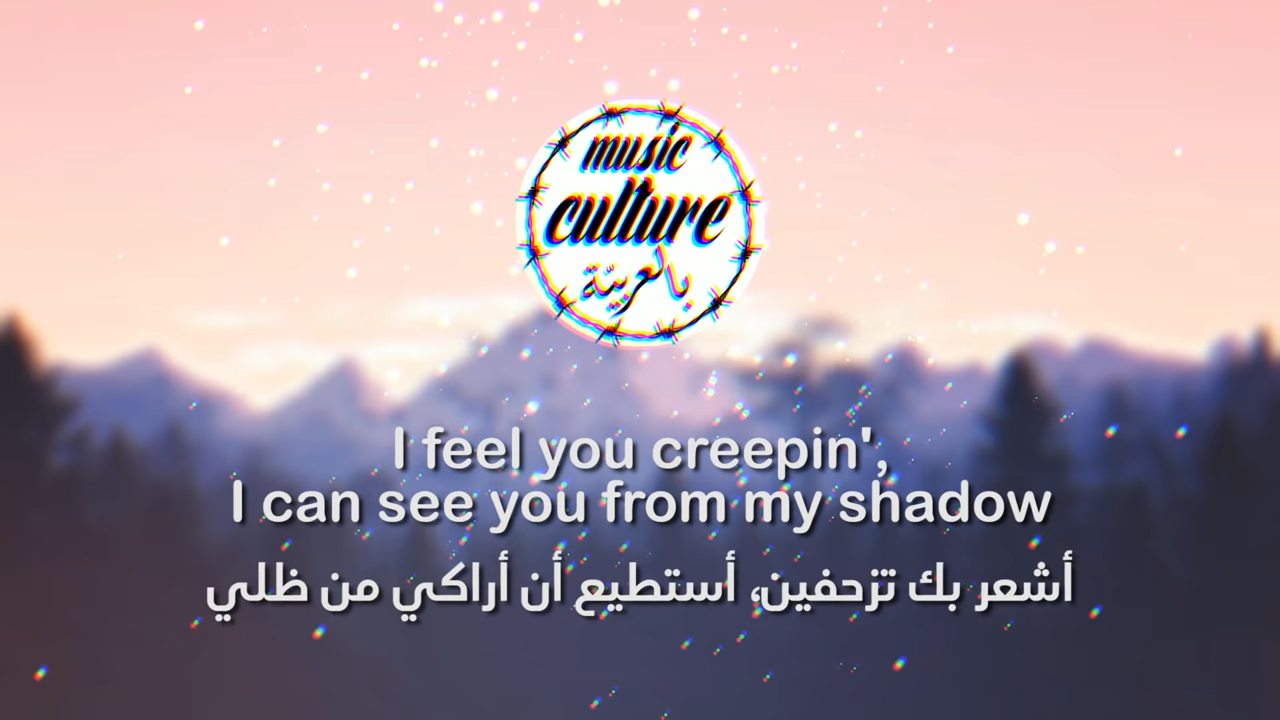 music
culture
بالعربيّة
I feel you creepin',
I can see you from my shadow
أشعر بك تزحفين، أستطيع أن أراكي من ظلي